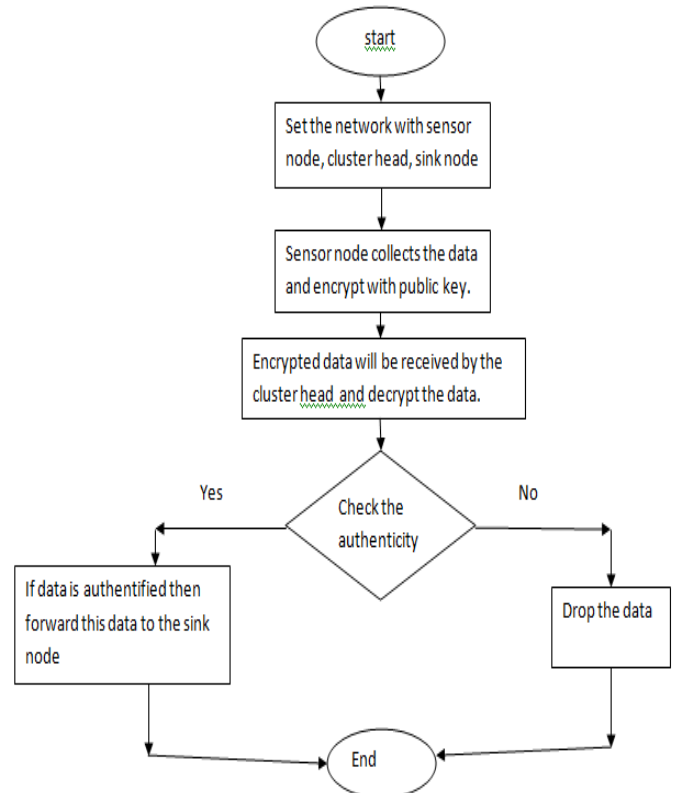 start
Set the network with sensor
node, cluster head, sink node
Sensor node collects the data
and encrypt with public key.
Encrypted data will be received by the
cluster head and decrypt the data.
Yes
No
Check the
authenticity
If data is authentified then
forward this data to the sink
node
Drop the data
End